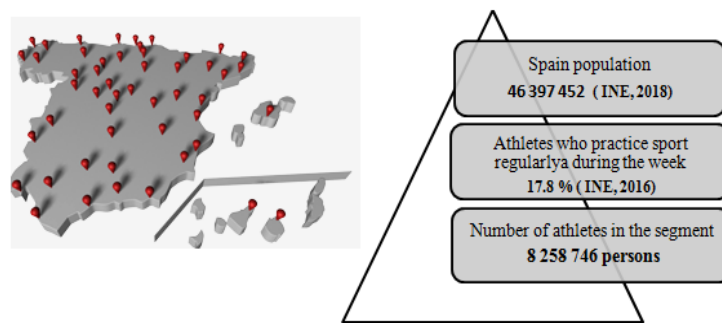 Spain population
46 397 452 ( INE, 2018)
Athletes who practice sport
regularlya during the week
17.8 % ( INE, 2016)
Number of athletes in the segment
8 258 746 persons